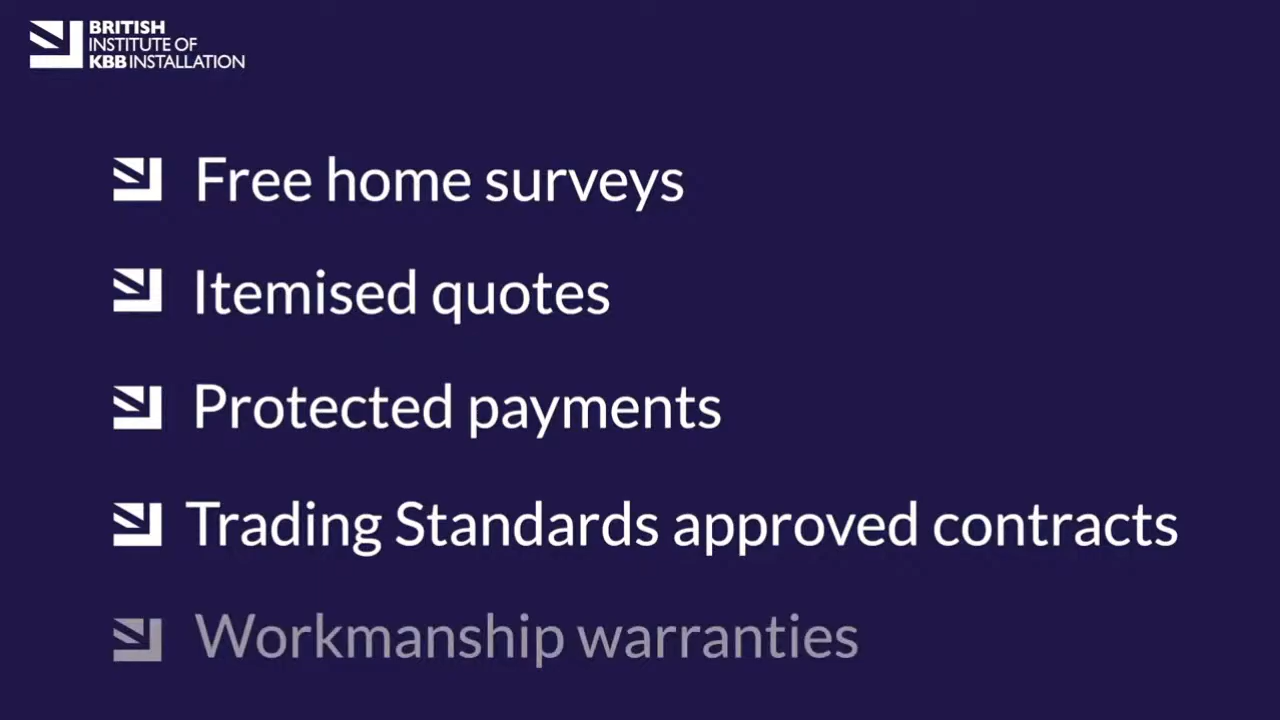 BRITISH
INSTITUTE OF
KBB INSTALLATION
Free home surveys
Itemised quotes
Protected payments
Trading Standards approved contracts
Workmanship warranties